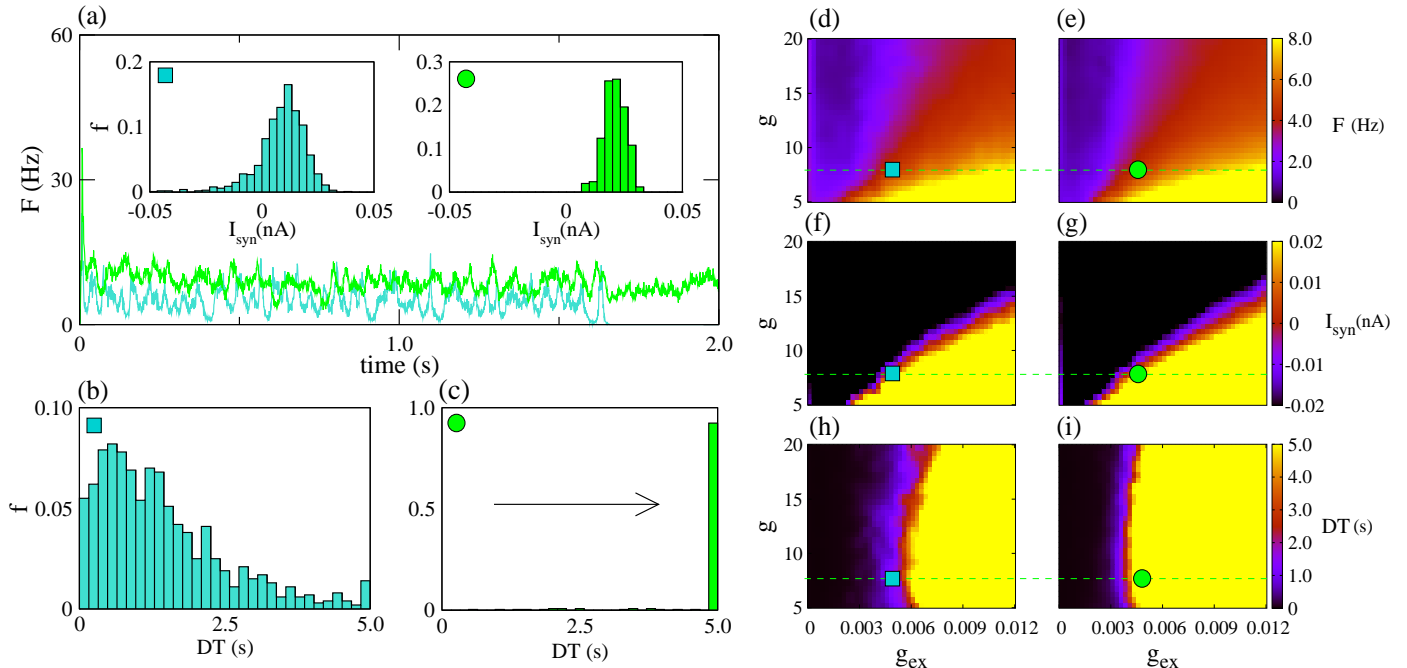 (a)
60
30
0
F (Hz)
0
1.0
2.0
time (s)
0.2
0.1
0
f
-0.05
0
0.05
I_syn(nA)
0.3
0.2
0.1
0
-0.05
0
0.05
I_syn(nA)
(b)
0.10
0.05
0
f
0
2.5
5.0
DT (s)
(c)
1.0
0.5
0
0
2.5
5.0
DT (s)
(d)
20
15
10
5
g
(e)
8.0
6.0
4.0
2.0
0
F (Hz)
(f)
20
15
10
5
g
(g)
0.02
0.01
0
-0.01
-0.02
I_syn(nA)
(h)
20
15
10
5
g
0 0.003 0.006 0.009 0.012
g_ex
(i)
0 0.003 0.006 0.009 0.012
g_ex
5.0
4.0
3.0
2.0
1.0
0
DT (s)